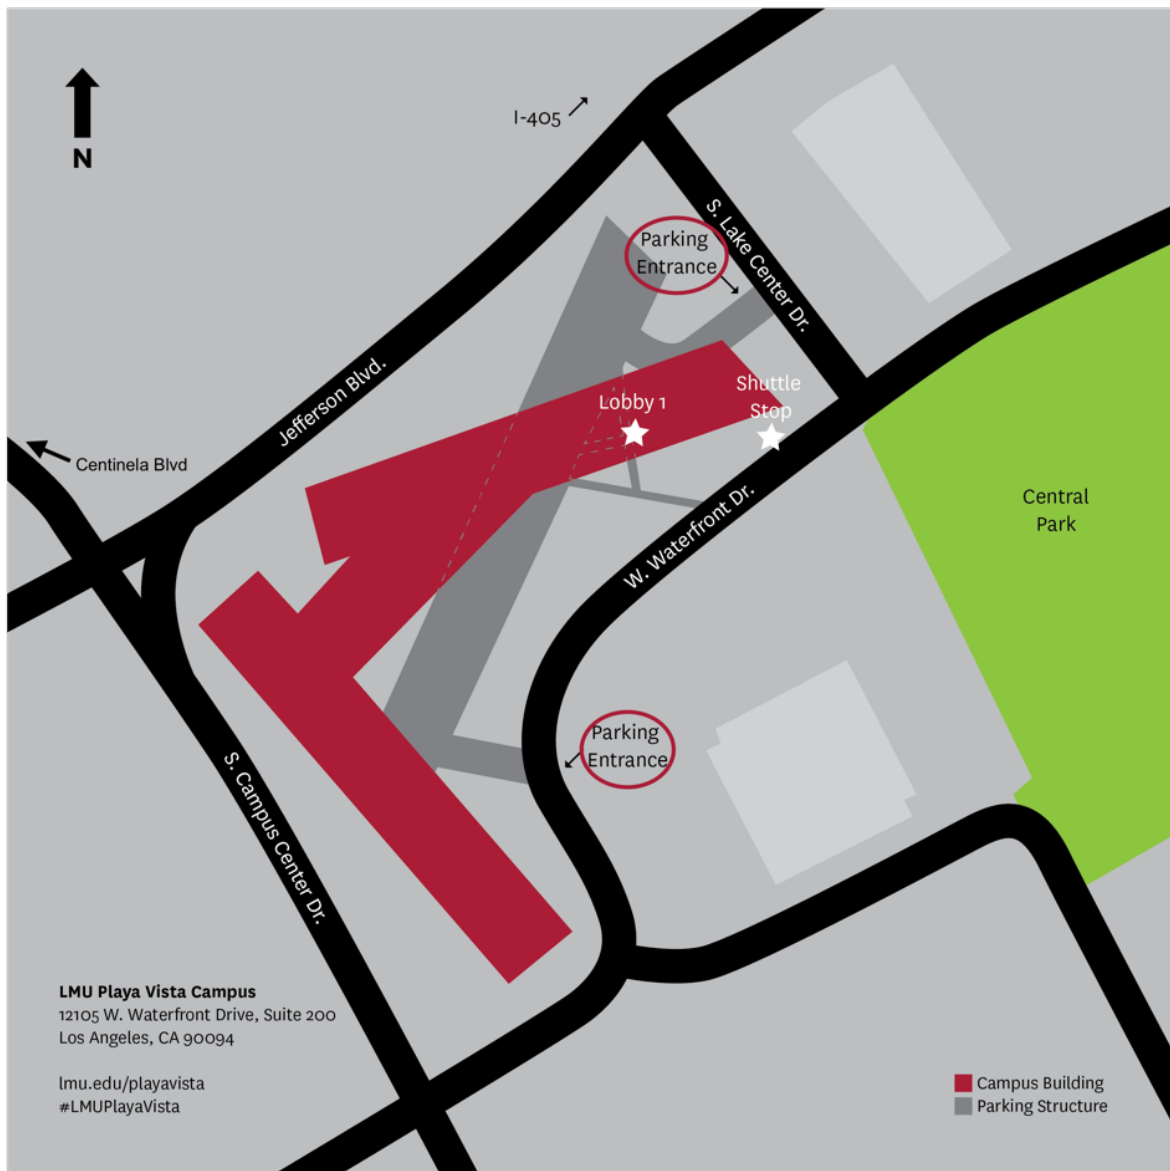 I-405
N
S. Lake Center Dr.
Parking
Entrance
Jefferson Blvd.
Shuttle
Stop
Lobby 1
Centinela Blvd
W. Waterfront Dr.
Central
Park
Parking
Entrance
S. Campus Center Dr.
LMU Playa Vista Campus
12105 W. Waterfront Drive, Suite 200
Los Angeles, CA 90094
lmu.edu/playavista
#LMUPlayaVista
Campus Building
Parking Structure